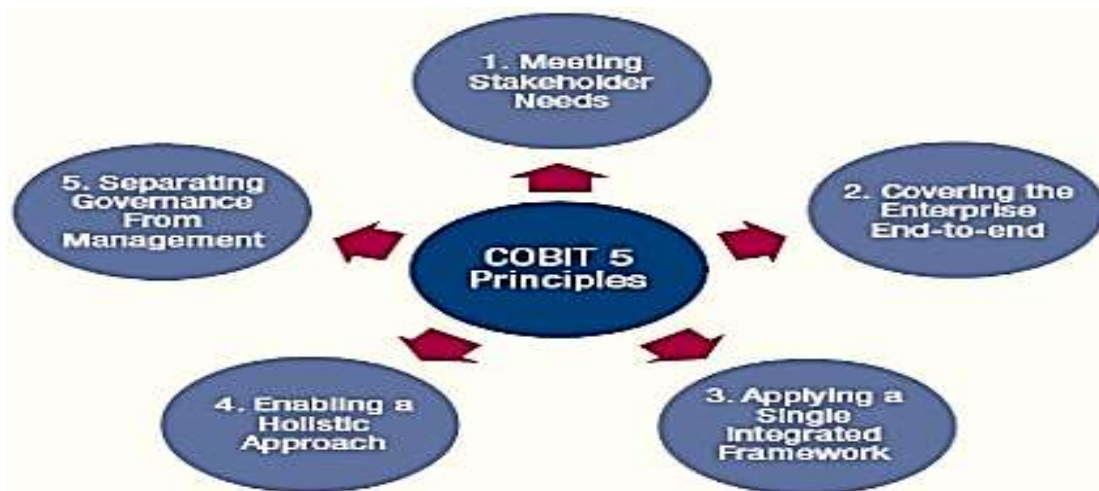 1. Meeting
Stakeholder
Needs
5. Separating
Governance
From
Management
2. Covering the
Enterprise
End-to-end
COBIT 5
Principles
4. Enabling a
Holistic
Approach
3. Applying a
Single
Integrated
Framework